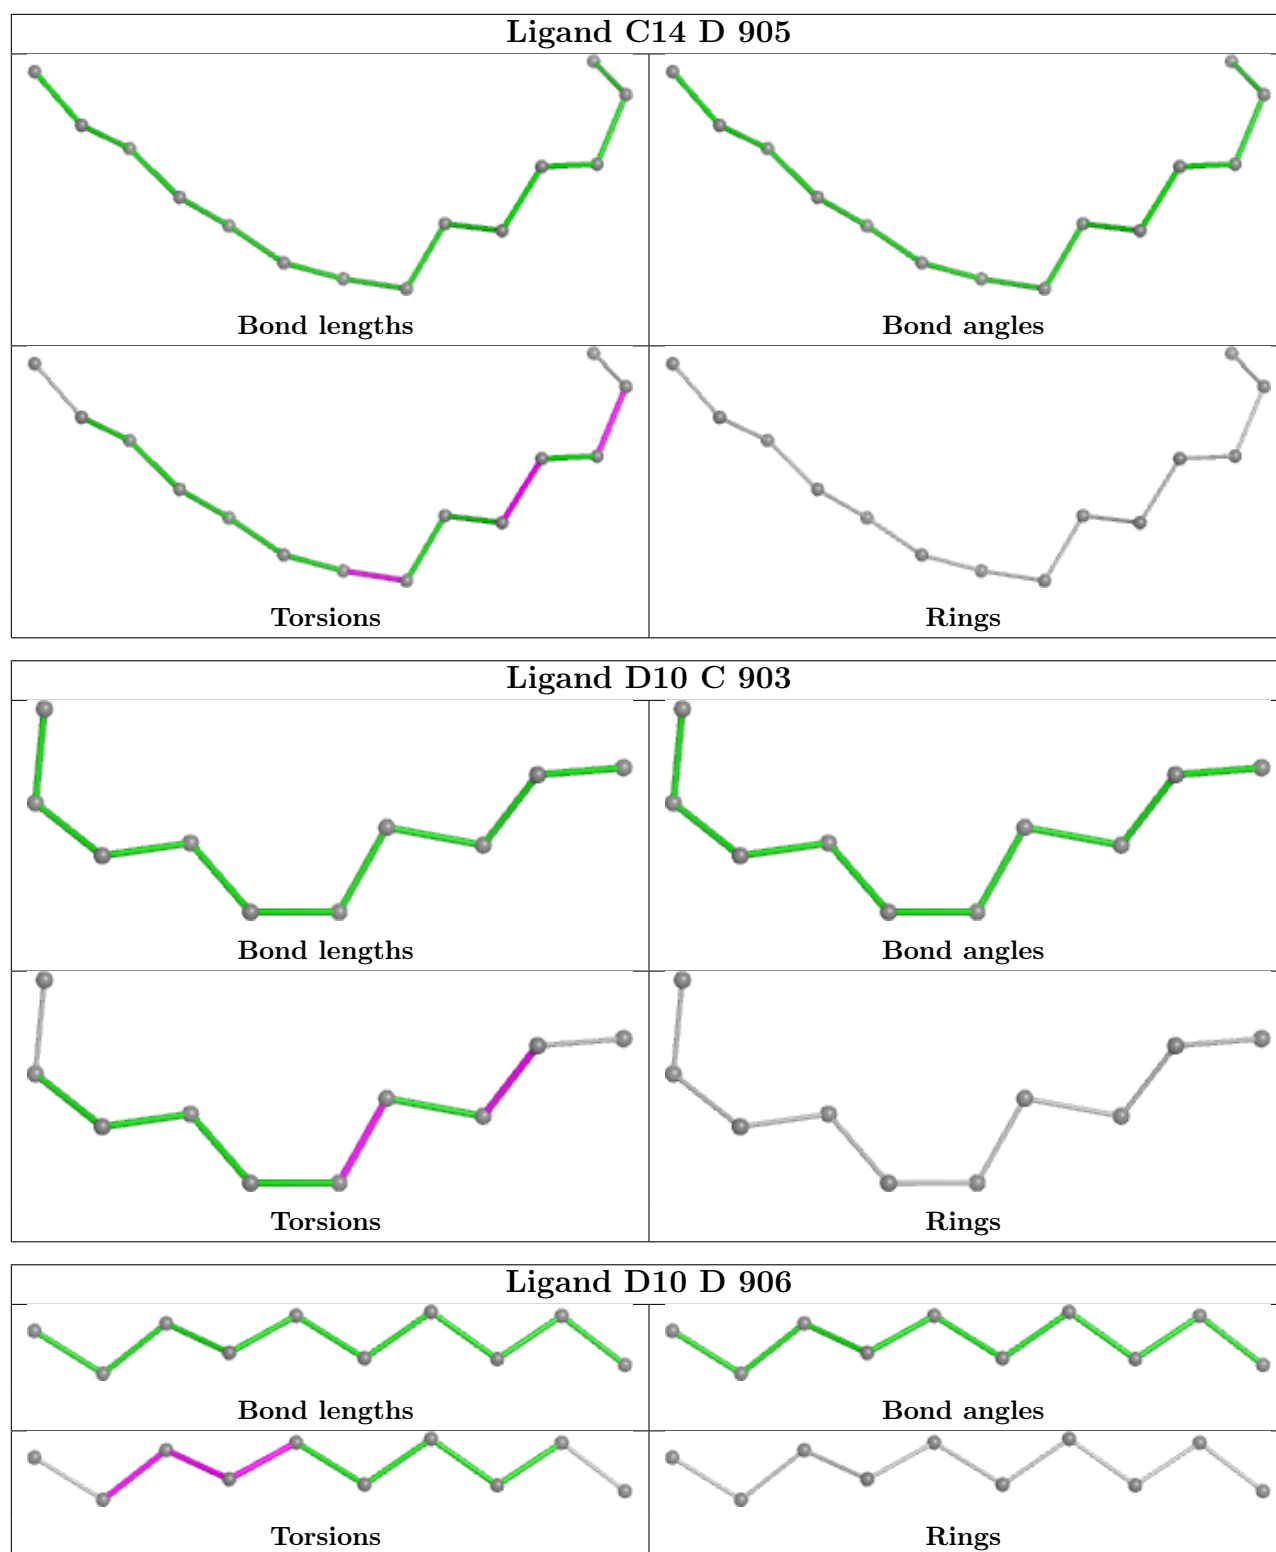 Ligand C14 D 905
Bond lengths
Bond angles
Torsions
Rings
Ligand D10 C 903
Bond lengths
Bond angles
Torsions
Rings
Ligand D10 D 906
Bond lengths
Bond angles
Torsions
Rings